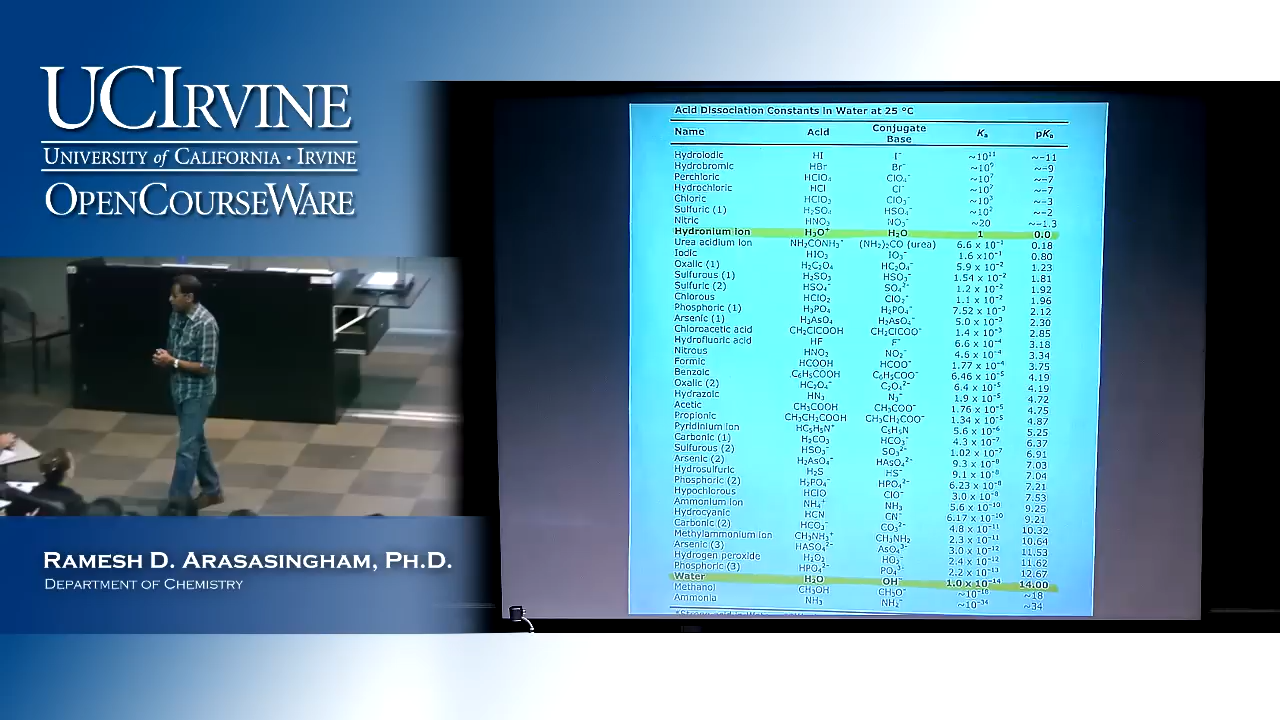 UCIRVINE
UNIVERSITY of CALIFORNIA · IRVINE
OPENCOURSEWARE
RAMESH D. ARASASINGHAM, PH.D.
DEPARTMENT OF CHEMISTRY
Acid Dissociation Constants in Water at 25 °C
Name Acid Conjugate Base Kₐ pKₐ
Hydroiodic HI I⁻ ~10¹¹ ~−11
Hydrobromic HBr Br⁻ ~10⁹ ~−9
Perchloric HClO₄ ClO₄⁻ ~10⁷ ~−7
Hydrochloric HCl Cl⁻ ~10⁷ ~−7
Chloric HClO₃ ClO₃⁻ ~10³ ~−3
Sulfuric (1) H₂SO₄ HSO₄⁻ ~10² ~−2
Nitric HNO₃ NO₃⁻ ~20 ~−1.3
Hydronium ion H₃O⁺ H₂O 1 0.0
Urea acidium ion NH₂CONH₃⁺ (NH₂)₂CO (urea) 6.6 x 10⁻¹ 0.18
Iodic HIO₃ IO₃⁻ 1.6 x10⁻¹ 0.80
Oxalic (1) H₂C₂O₄ HC₂O₄⁻ 5.9 x 10⁻² 1.23
Sulfurous (1) H₂SO₃ HSO₃⁻ 1.54 x 10⁻² 1.81
Sulfuric (2) HSO₄⁻ SO₄²⁻ 1.2 x 10⁻² 1.92
Chlorous HClO₂ ClO₂⁻ 1.1 x 10⁻² 1.96
Phosphoric (1) H₃PO₄ H₂PO₄⁻ 7.52 x 10⁻³ 2.12
Arsenic (1) H₃AsO₄ H₂AsO₄⁻ 5.0 x 10⁻³ 2.30
Chloroacetic acid CH₂ClCOOH CH₂ClCOO⁻ 1.4 x 10⁻³ 2.85
Hydrofluoric acid HF F⁻ 6.6 x 10⁻⁴ 3.18
Nitrous HNO₂ NO₂⁻ 4.6 x 10⁻⁴ 3.34
Formic HCOOH HCOO⁻ 1.77 x 10⁻⁴ 3.75
Benzoic C₆H₅COOH C₆H₅COO⁻ 6.46 x 10⁻⁵ 4.19
Oxalic (2) HC₂O₄⁻ C₂O₄²⁻ 6.4 x 10⁻⁵ 4.19
Hydrazoic HN₃ N₃⁻ 1.9 x 10⁻⁵ 4.72
Acetic CH₃COOH CH₃COO⁻ 1.76 x 10⁻⁵ 4.75
Propionic CH₃CH₂COOH CH₃CH₂COO⁻ 1.34 x 10⁻⁵ 4.87
Pyridinium ion HC₅H₅N⁺ C₅H₅N 5.6 x 10⁻⁶ 5.25
Carbonic (1) H₂CO₃ HCO₃⁻ 4.3 x 10⁻⁷ 6.37
Sulfurous (2) HSO₃⁻ SO₃²⁻ 1.02 x 10⁻⁷ 6.91
Arsenic (2) H₂AsO₄⁻ HAsO₄²⁻ 9.3 x 10⁻⁸ 7.03
Hydrosulfuric H₂S HS⁻ 9.1 x 10⁻⁸ 7.04
Phosphoric (2) H₂PO₄⁻ HPO₄²⁻ 6.23 x 10⁻⁸ 7.21
Hypochlorous HClO ClO⁻ 3.0 x 10⁻⁸ 7.53
Ammonium ion NH₄⁺ NH₃ 5.6 x 10⁻¹⁰ 9.25
Hydrocyanic HCN CN⁻ 6.17 x 10⁻¹⁰ 9.21
Carbonic (2) HCO₃⁻ CO₃²⁻ 4.8 x 10⁻¹¹ 10.32
Methylammonium ion CH₃NH₃⁺ CH₃NH₂ 2.3 x 10⁻¹¹ 10.64
Arsenic (3) HASO₄²⁻ AsO₄³⁻ 3.0 x 10⁻¹² 11.53
Hydrogen peroxide H₂O₂ HO₂⁻ 2.4 x 10⁻¹² 11.62
Phosphoric (3) HPO₄²⁻ PO₄³⁻ 2.2 x 10⁻¹³ 12.67
Water H₂O OH⁻ 1.0 x 10⁻¹⁴ 14.00
Methanol CH₃OH CH₃O⁻ ~10⁻¹⁸ ~18
Ammonia NH₃ NH₂⁻ ~10⁻³⁴ ~34